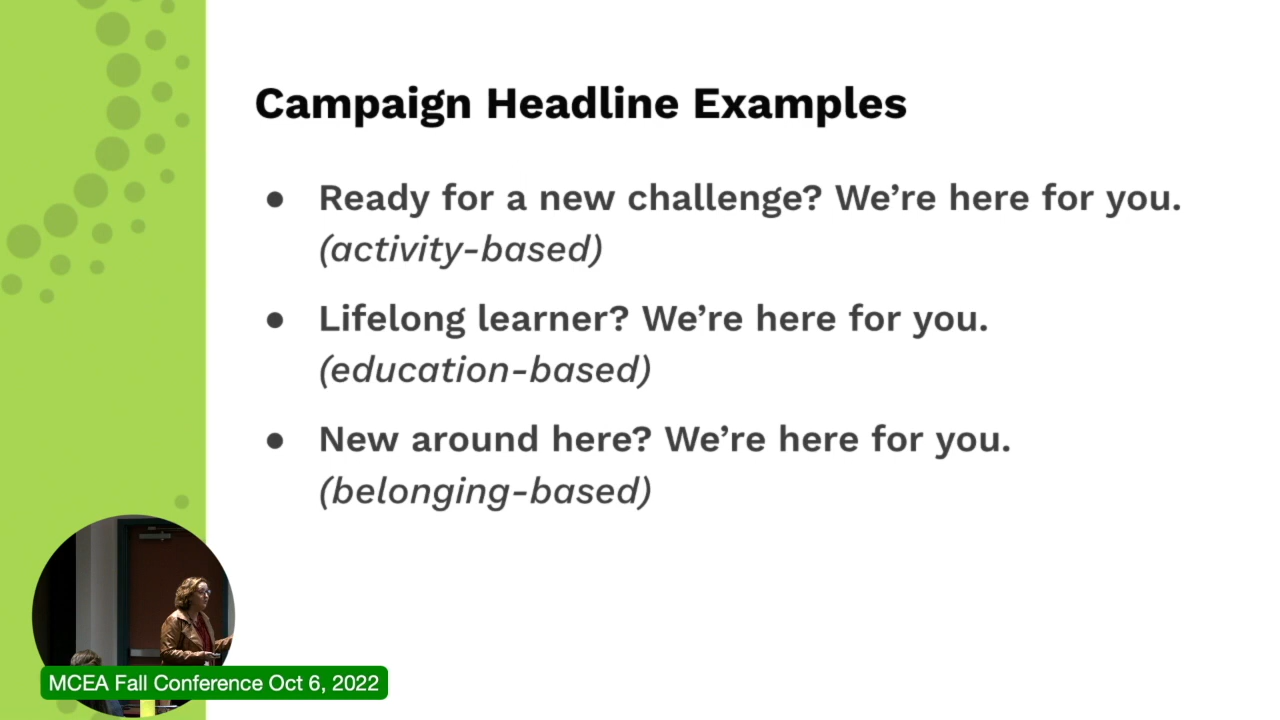 Campaign Headline Examples
● Ready for a new challenge? We’re here for you.
(activity-based)
● Lifelong learner? We’re here for you.
(education-based)
● New around here? We’re here for you.
(belonging-based)
MCEA Fall Conference Oct 6, 2022